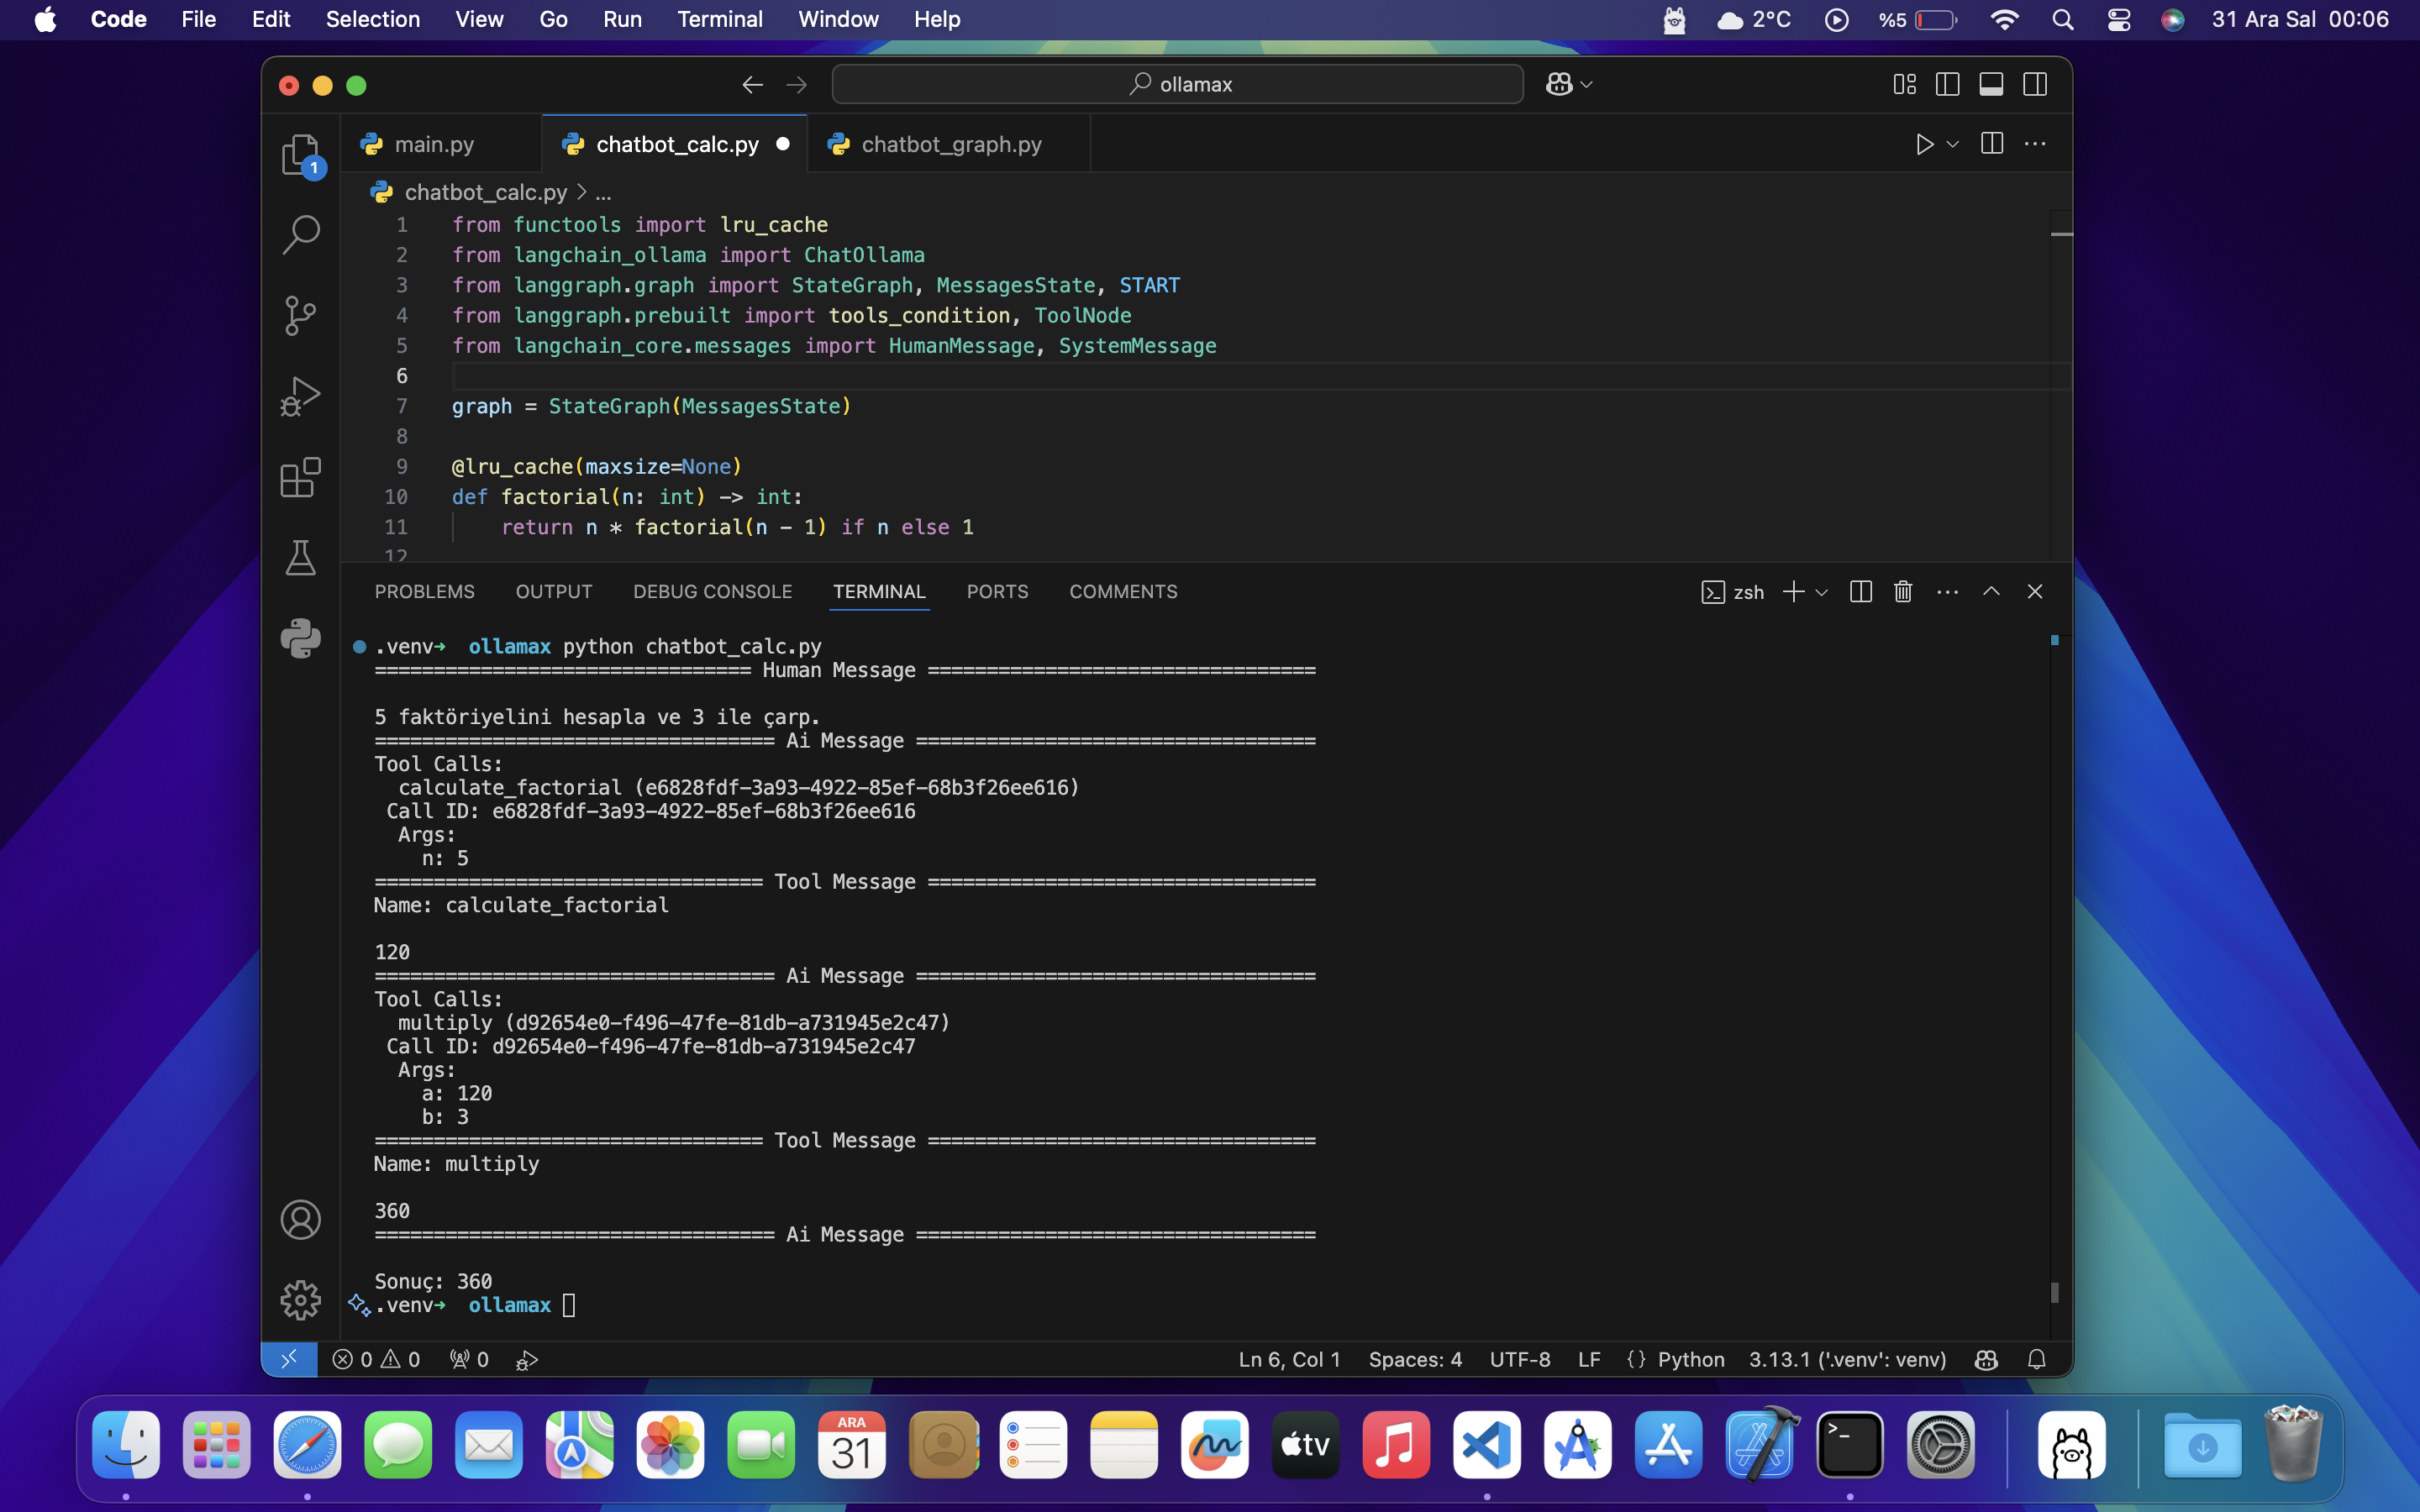 Code File Edit Selection View Go Run Terminal Window Help 2°C %5 31 Ara Sal 00:06
ollamax
main.py chatbot_calc.py chatbot_graph.py
1
chatbot_calc.py > ...
1 from functools import lru_cache
2 from langchain_ollama import ChatOllama
3 from langgraph.graph import StateGraph, MessagesState, START
4 from langgraph.prebuilt import tools_condition, ToolNode
5 from langchain_core.messages import HumanMessage, SystemMessage
6
7 graph = StateGraph(MessagesState)
8
9 @lru_cache(maxsize=None)
10 def factorial(n: int) -> int:
11 return n * factorial(n - 1) if n else 1
12
PROBLEMS OUTPUT DEBUG CONSOLE TERMINAL PORTS COMMENTS zsh
.venv➜ ollamax python chatbot_calc.py
================================ Human Message =================================
5 faktöriyelini hesapla ve 3 ile çarp.
================================== Ai Message ==================================
Tool Calls:
calculate_factorial (e6828fdf-3a93-4922-85ef-68b3f26ee616)
Call ID: e6828fdf-3a93-4922-85ef-68b3f26ee616
Args:
n: 5
================================= Tool Message =================================
Name: calculate_factorial
120
================================== Ai Message ==================================
Tool Calls:
multiply (d92654e0-f496-47fe-81db-a731945e2c47)
Call ID: d92654e0-f496-47fe-81db-a731945e2c47
Args:
a: 120
b: 3
================================= Tool Message =================================
Name: multiply
360
================================== Ai Message ==================================
Sonuç: 360
.venv➜ ollamax
0 0 0 Ln 6, Col 1 Spaces: 4 UTF-8 LF {} Python 3.13.1 ('.venv': venv)
ARA
31
tv
>_